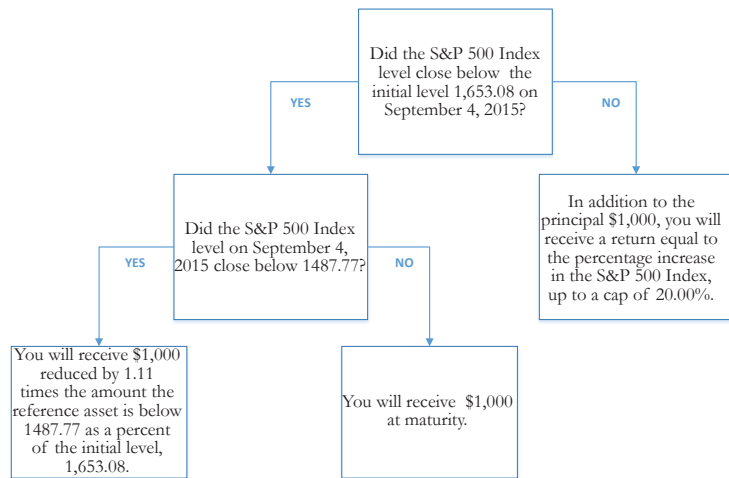 Did the S&P 500 Index
level close below the
initial level 1,653.08 on
September 4, 2015?
YES
NO
Did the S&P 500 Index
level on September 4,
2015 close below 1487.77?
In addition to the
principal $1,000, you will
receive a return equal to
the percentage increase
in the S&P 500 Index,
up to a cap of 20.00%.
YES
NO
You will receive $1,000
reduced by 1.11
times the amount the
reference asset is below
1487.77 as a percent
of the initial level,
1,653.08.
You will receive $1,000
at maturity.